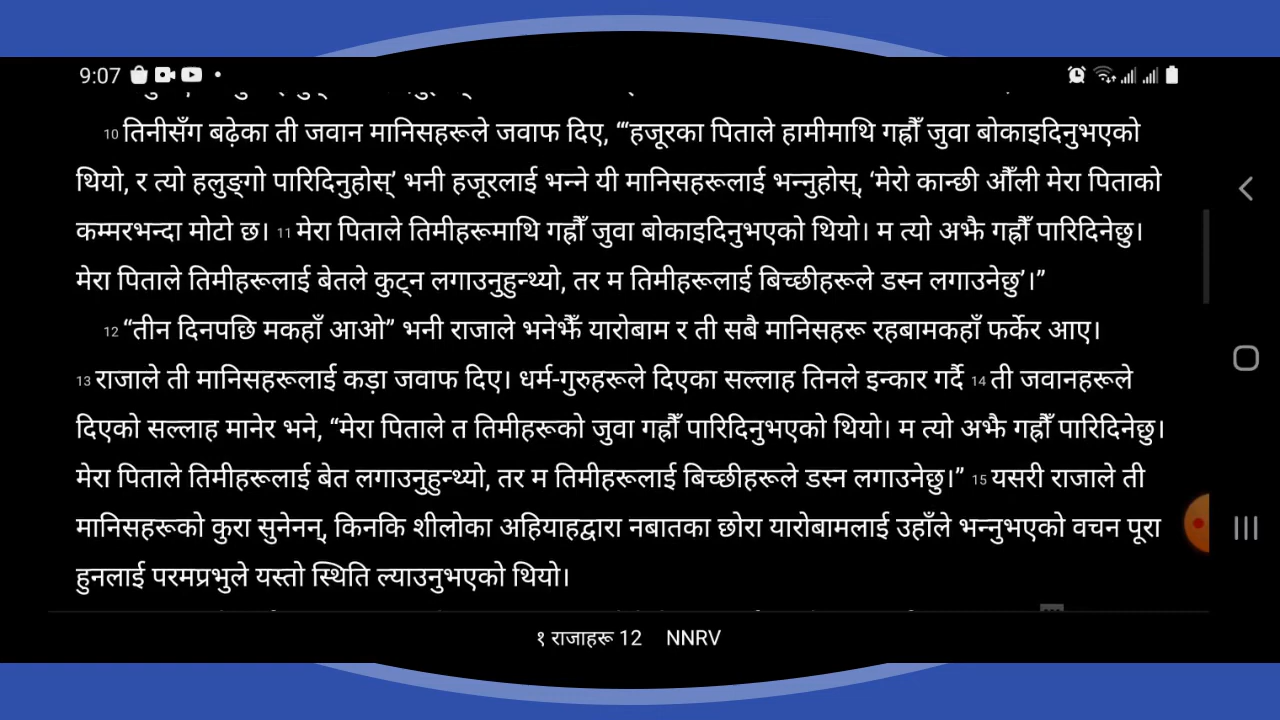 9:07
10 तिनीसँग बढ़ेका ती जवान मानिसहरूले जवाफ दिए, “‘हजूरका पिताले हामीमाथि गह्रौँ जुवा बोकाइदिनुभएको
थियो, र त्यो हलुङ्गो पारिदिनुहोस्’ भनी हजूरलाई भन्ने यी मानिसहरूलाई भन्नुहोस्, ‘मेरो कान्छी औँली मेरा पिताको
कम्मरभन्दा मोटो छ। 11 मेरा पिताले तिमीहरूमाथि गह्रौँ जुवा बोकाइदिनुभएको थियो। म त्यो अझै गह्रौँ पारिदिनेछु।
मेरा पिताले तिमीहरूलाई बेतले कुट्न लगाउनुहुन्थ्यो, तर म तिमीहरूलाई बिच्छीहरूले डस्न लगाउनेछु’।”
12 “तीन दिनपछि मकहाँ आओ” भनी राजाले भनेझैँ यारोबाम र ती सबै मानिसहरू रहबामकहाँ फर्केर आए।
13 राजाले ती मानिसहरूलाई कड़ा जवाफ दिए। धर्म-गुरुहरूले दिएका सल्लाह तिनले इन्कार गर्दै 14 ती जवानहरूले
दिएको सल्लाह मानेर भने, “मेरा पिताले त तिमीहरूको जुवा गह्रौँ पारिदिनुभएको थियो। म त्यो अझै गह्रौँ पारिदिनेछु।
मेरा पिताले तिमीहरूलाई बेत लगाउनुहुन्थ्यो, तर म तिमीहरूलाई बिच्छीहरूले डस्न लगाउनेछु।” 15 यसरी राजाले ती
मानिसहरूको कुरा सुनेनन्, किनकि शीलोका अहियाहद्वारा नबातका छोरा यारोबामलाई उहाँले भन्नुभएको वचन पूरा
हुनलाई परमप्रभुले यस्तो स्थिति ल्याउनुभएको थियो।
१ राजाहरू 12 NNRV